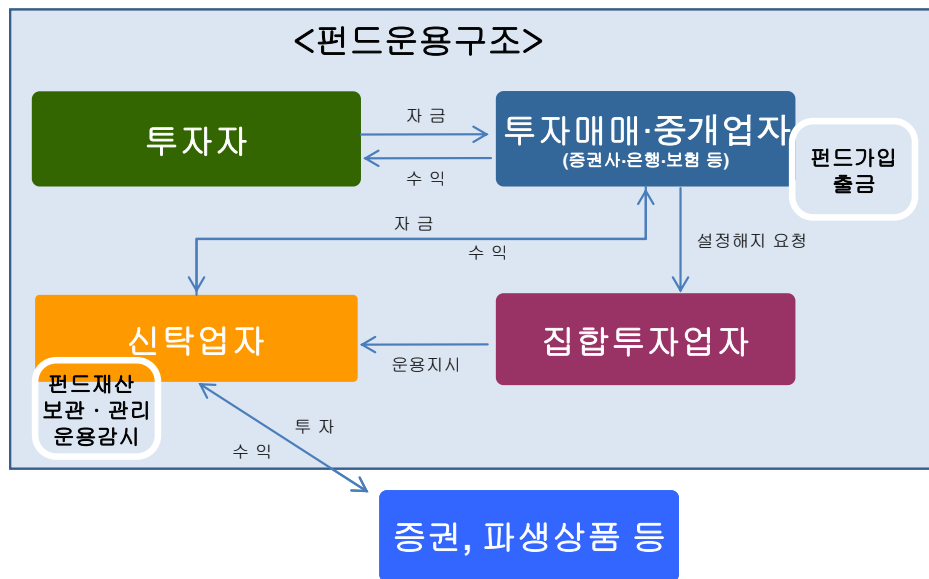 <펀드운용구조>
투자자
자 금
수 익
투자매매·중개업자
(증권사·은행·보험 등)
펀드가입
출금
자 금
수 익
설정해지 요청
신탁업자
운용지시
집합투자업자
펀드재산
보관 · 관리
운용감시
투 자
수 익
증권, 파생상품 등